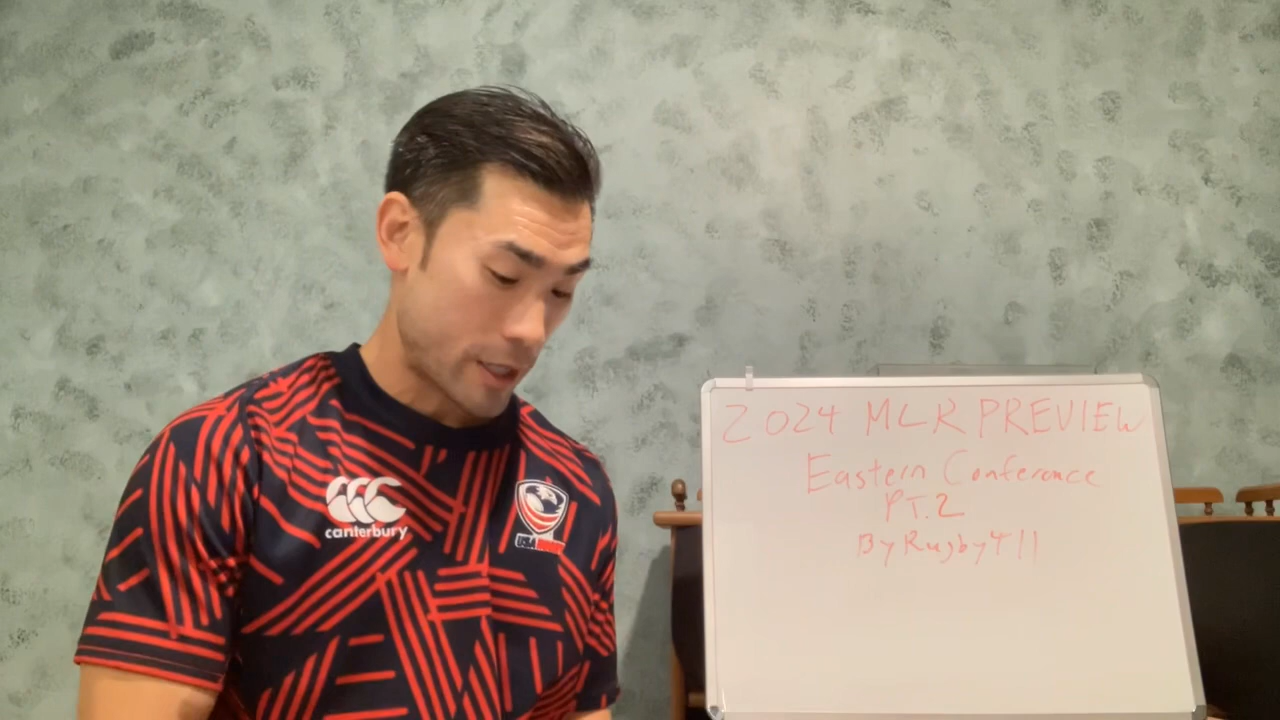 2024 MLR PREVIEW
Eastern Conference
PT.2
By Rugby411
canterbury
USA